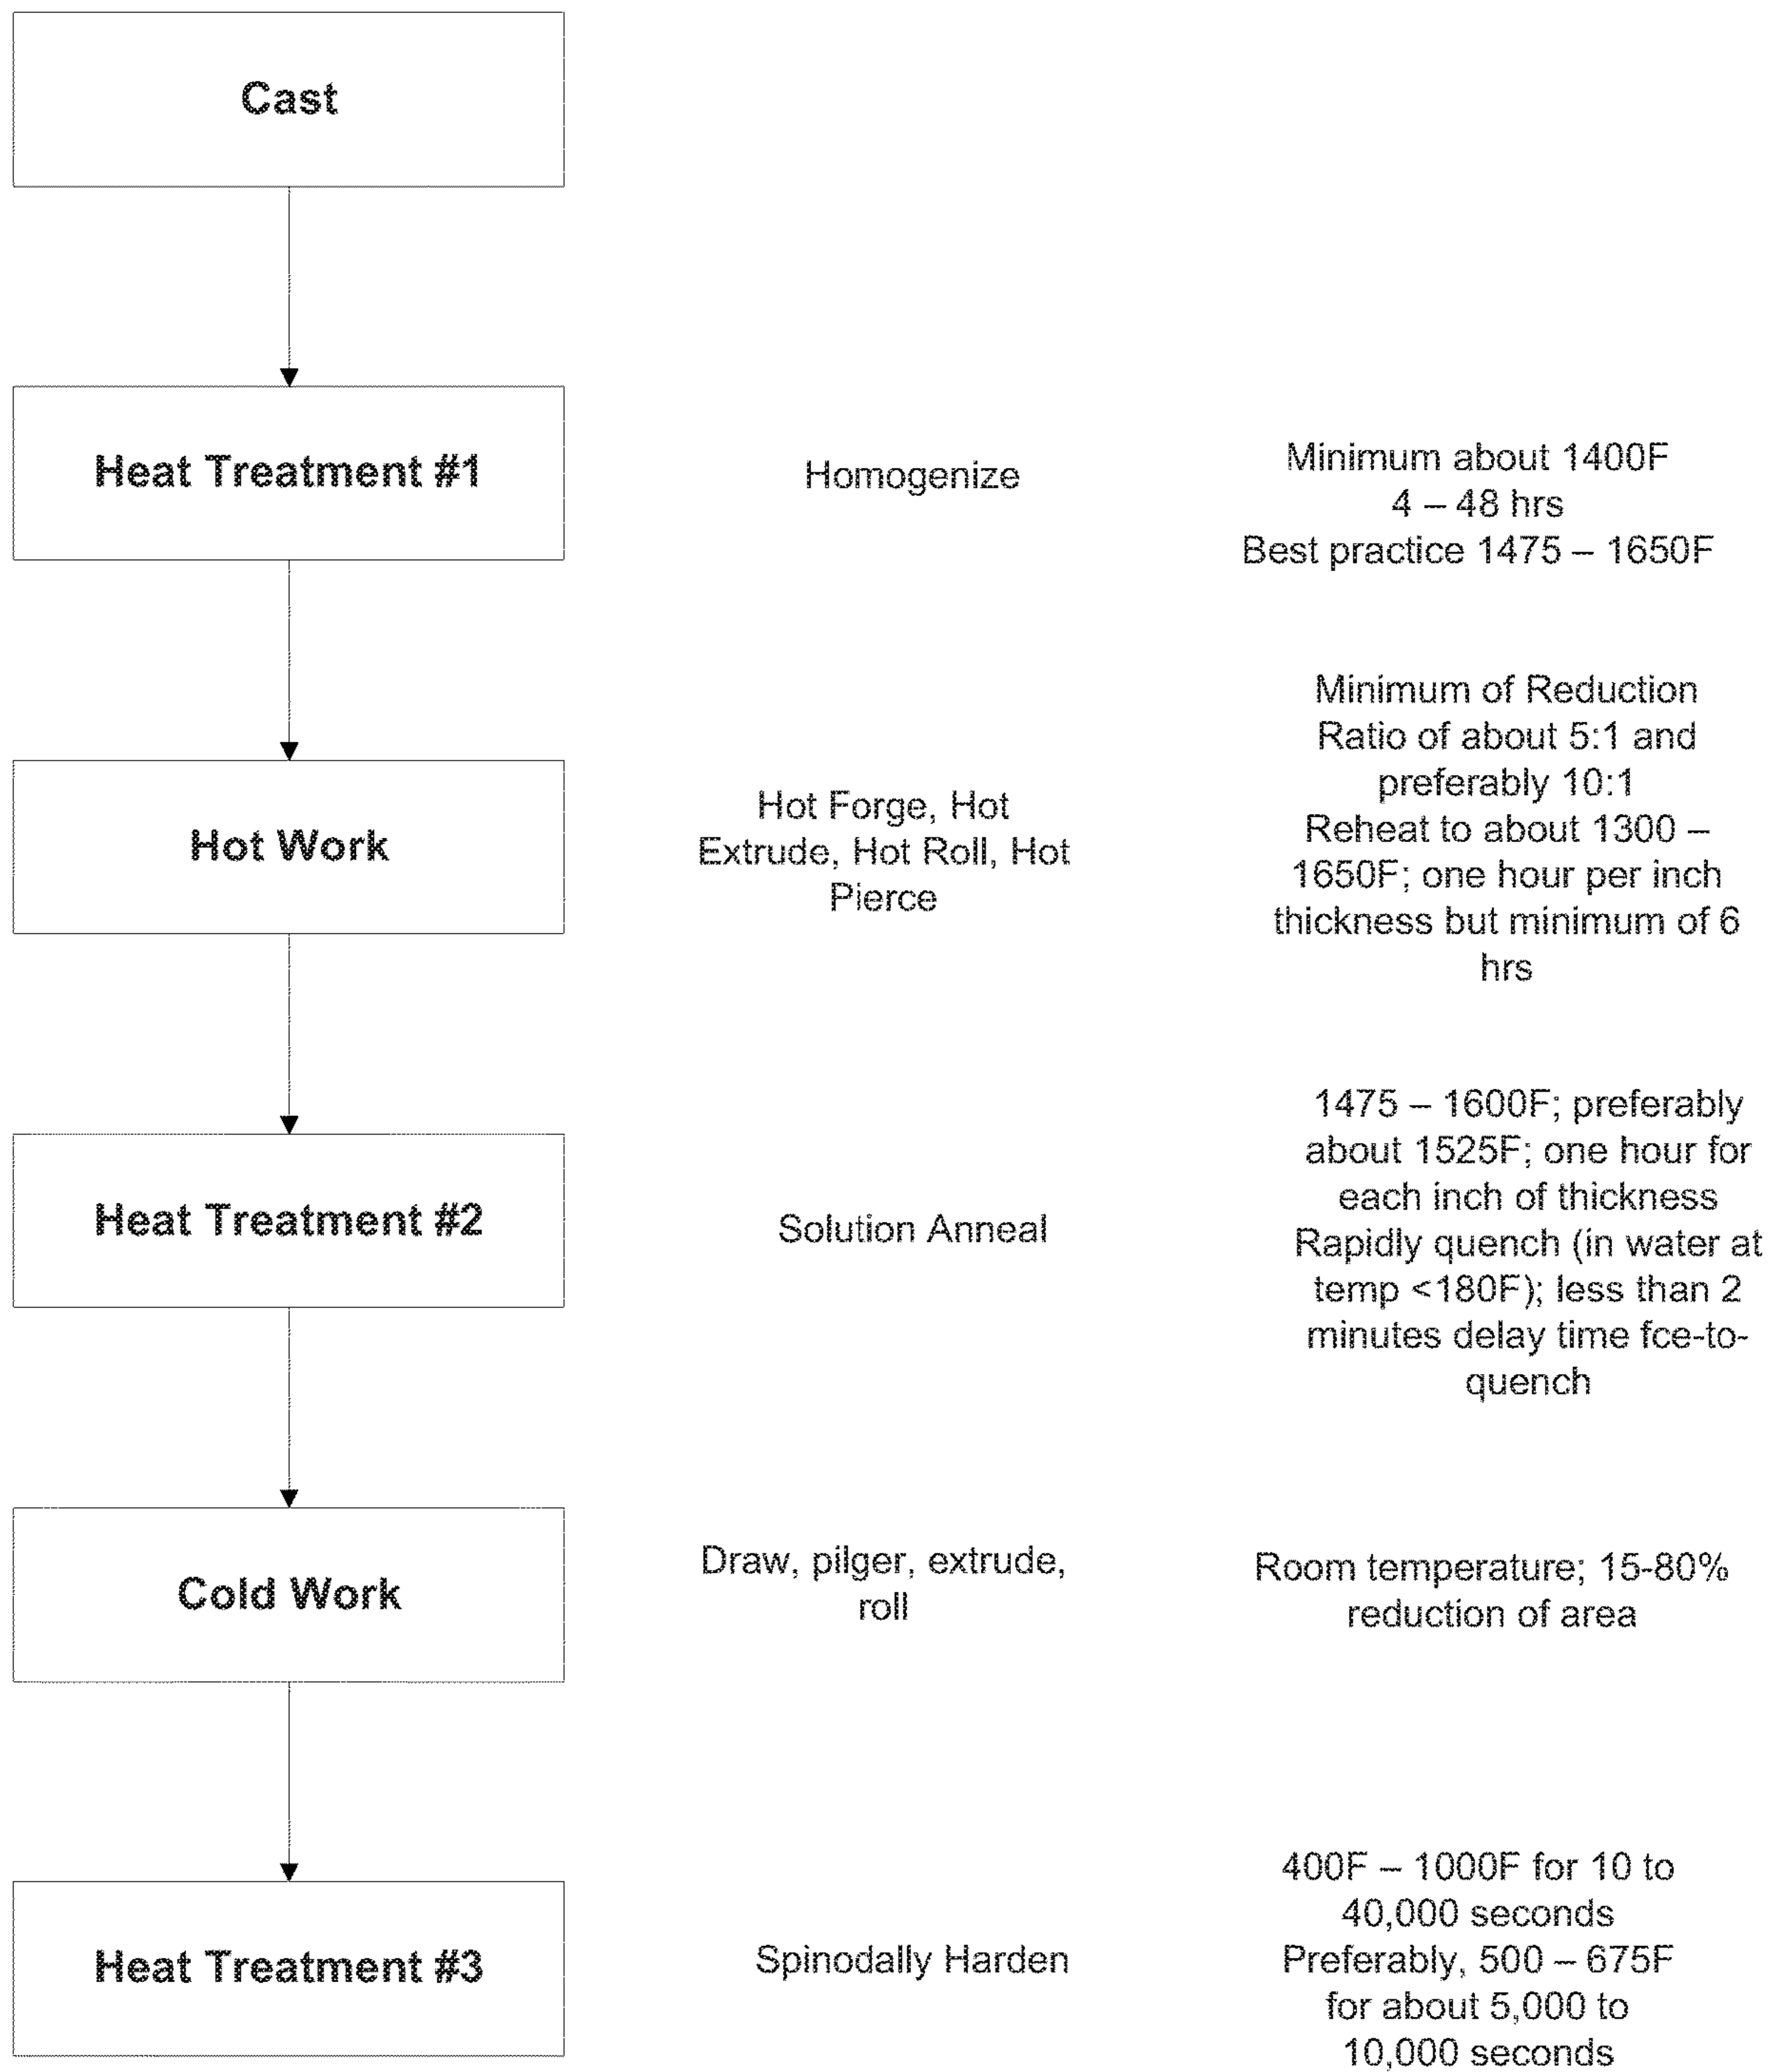 Cast
Heat Treatment #1
Homogenize
Minimum about 1400F
4 – 48 hrs
Best practice 1475 – 1650F
Hot Work
Hot Forge, Hot
Extrude, Hot Roll, Hot
Pierce
Minimum of Reduction
Ratio of about 5:1 and
preferably 10:1
Reheat to about 1300 –
1650F; one hour per inch
thickness but minimum of 6
hrs
Heat Treatment #2
Solution Anneal
1475 – 1600F; preferably
about 1525F; one hour for
each inch of thickness
Rapidly quench (in water at
temp <180F); less than 2
minutes delay time fce-to-
quench
Cold Work
Draw, pilger, extrude,
roll
Room temperature; 15-80%
reduction of area
Heat Treatment #3
Spinodally Harden
400F – 1000F for 10 to
40,000 seconds
Preferably, 500 – 675F
for about 5,000 to
10,000 seconds